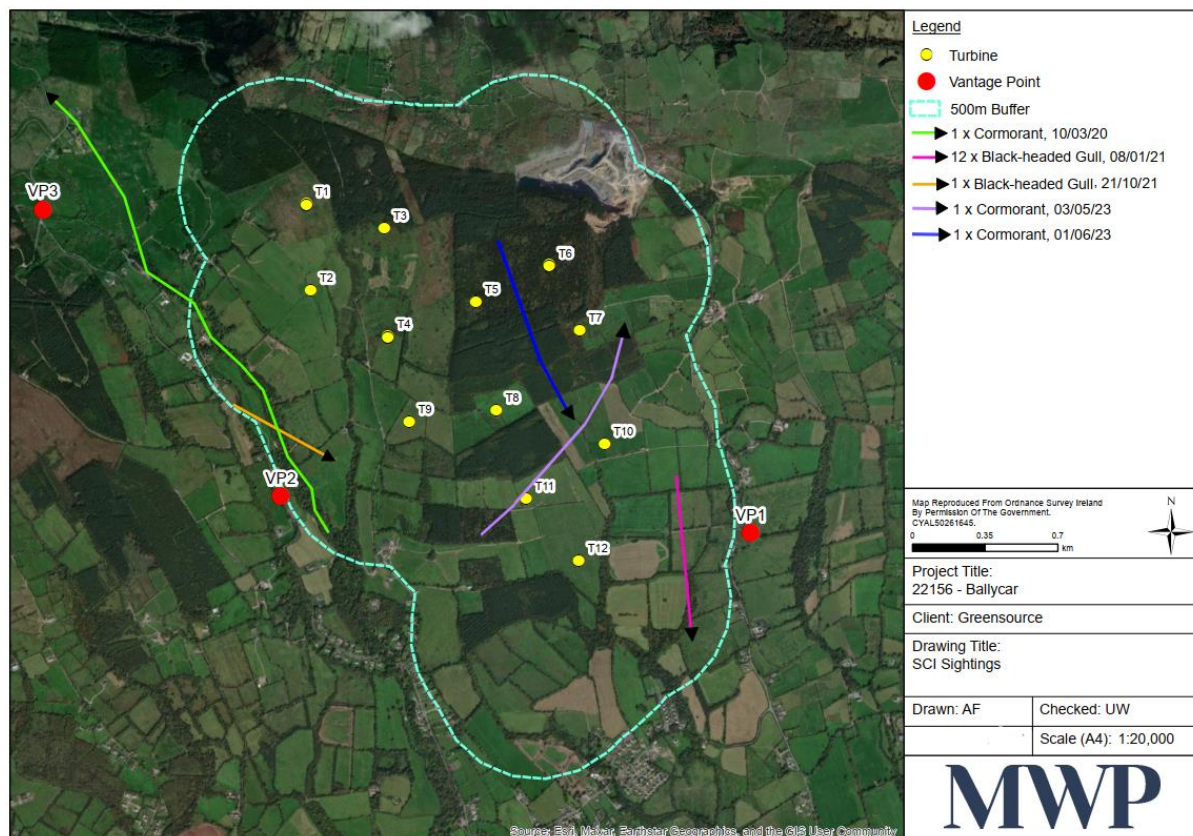 VP3
T1
T3
T6
T2
T5
T7
T4
T8
T9
T10
VP2
T11
VP1
T12
Source: Esri, Maxar, Earthstar Geographics, and the GIS User Community
Legend
Turbine
Vantage Point
500m Buffer
1 x Cormorant, 10/03/20
12 x Black-headed Gull, 08/01/21
1 x Black-headed Gull, 21/10/21
1 x Cormorant, 03/05/23
1 x Cormorant, 01/06/23
Map Reproduced From Ordnance Survey Ireland
By Permission Of The Government.
CYAL50261645.
N
0 0.35 0.7
km
Project Title:
22156 - Ballycar
Client: Greensource
Drawing Title:
SCI Sightings
Drawn: AF
Checked: UW
Scale (A4): 1:20,000
MWP